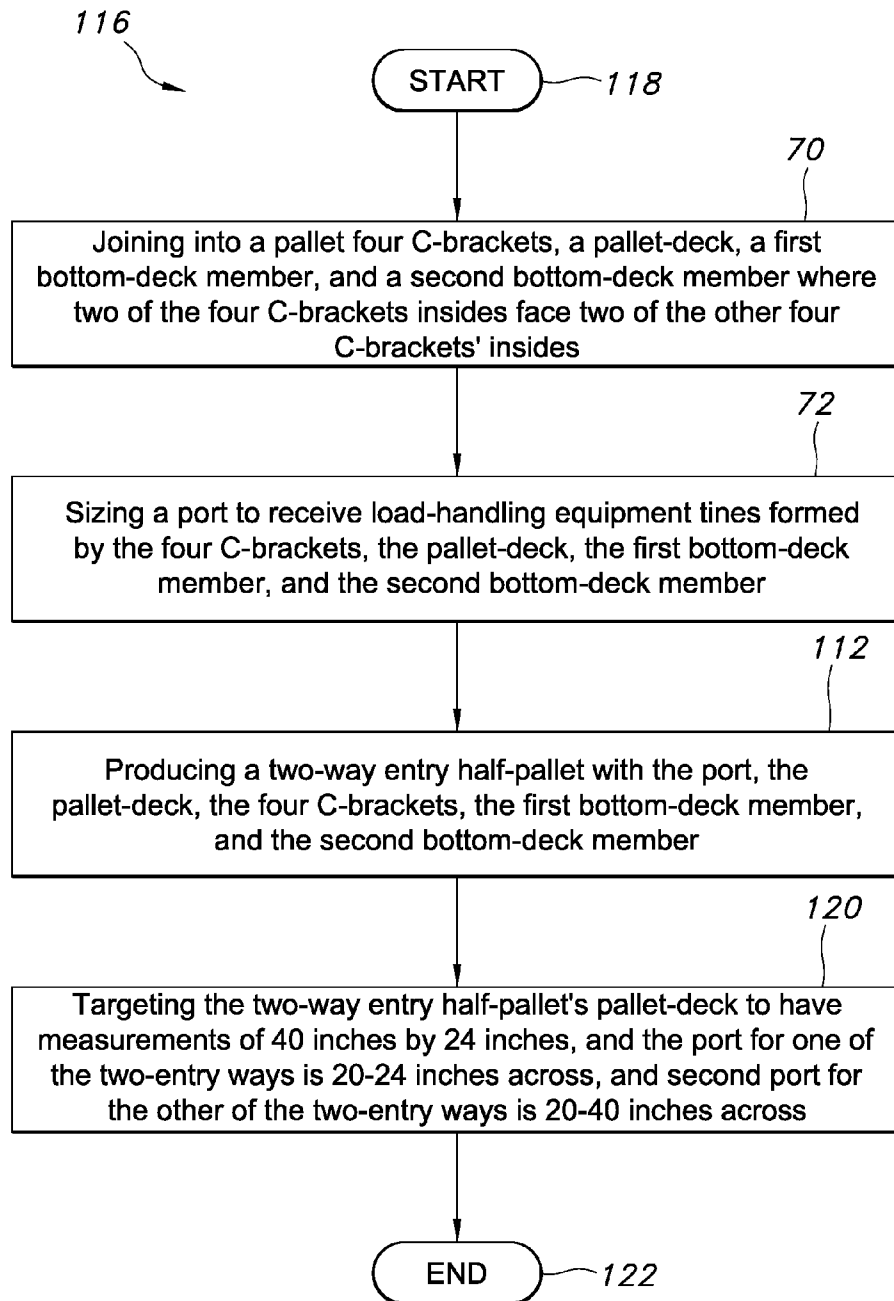 116
START
118
70
Joining into a pallet four C-brackets, a pallet-deck, a first
bottom-deck member, and a second bottom-deck member where
two of the four C-brackets insides face two of the other four
C-brackets' insides
72
Sizing a port to receive load-handling equipment tines formed
by the four C-brackets, the pallet-deck, the first bottom-deck
member, and the second bottom-deck member
112
Producing a two-way entry half-pallet with the port, the
pallet-deck, the four C-brackets, the first bottom-deck member,
and the second bottom-deck member
120
Targeting the two-way entry half-pallet's pallet-deck to have
measurements of 40 inches by 24 inches, and the port for one of
the two-entry ways is 20-24 inches across, and second port for
the other of the two-entry ways is 20-40 inches across
END
122